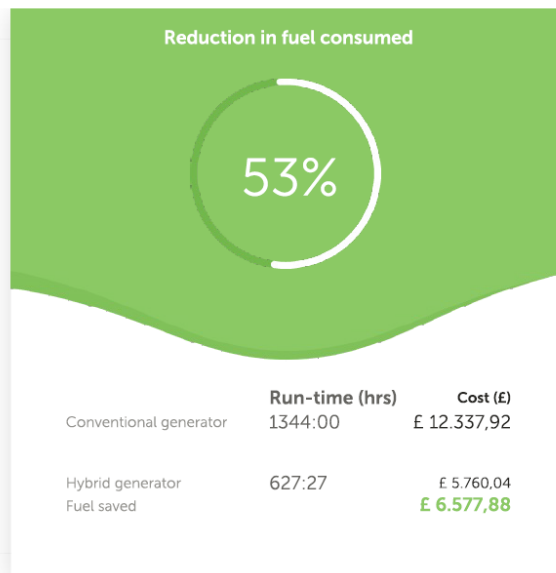 Reduction in fuel consumed
53%
Run-time (hrs) Cost (£)
Conventional generator 1344:00 £ 12.337,92
Hybrid generator 627:27 £ 5.760,04
Fuel saved £ 6.577,88